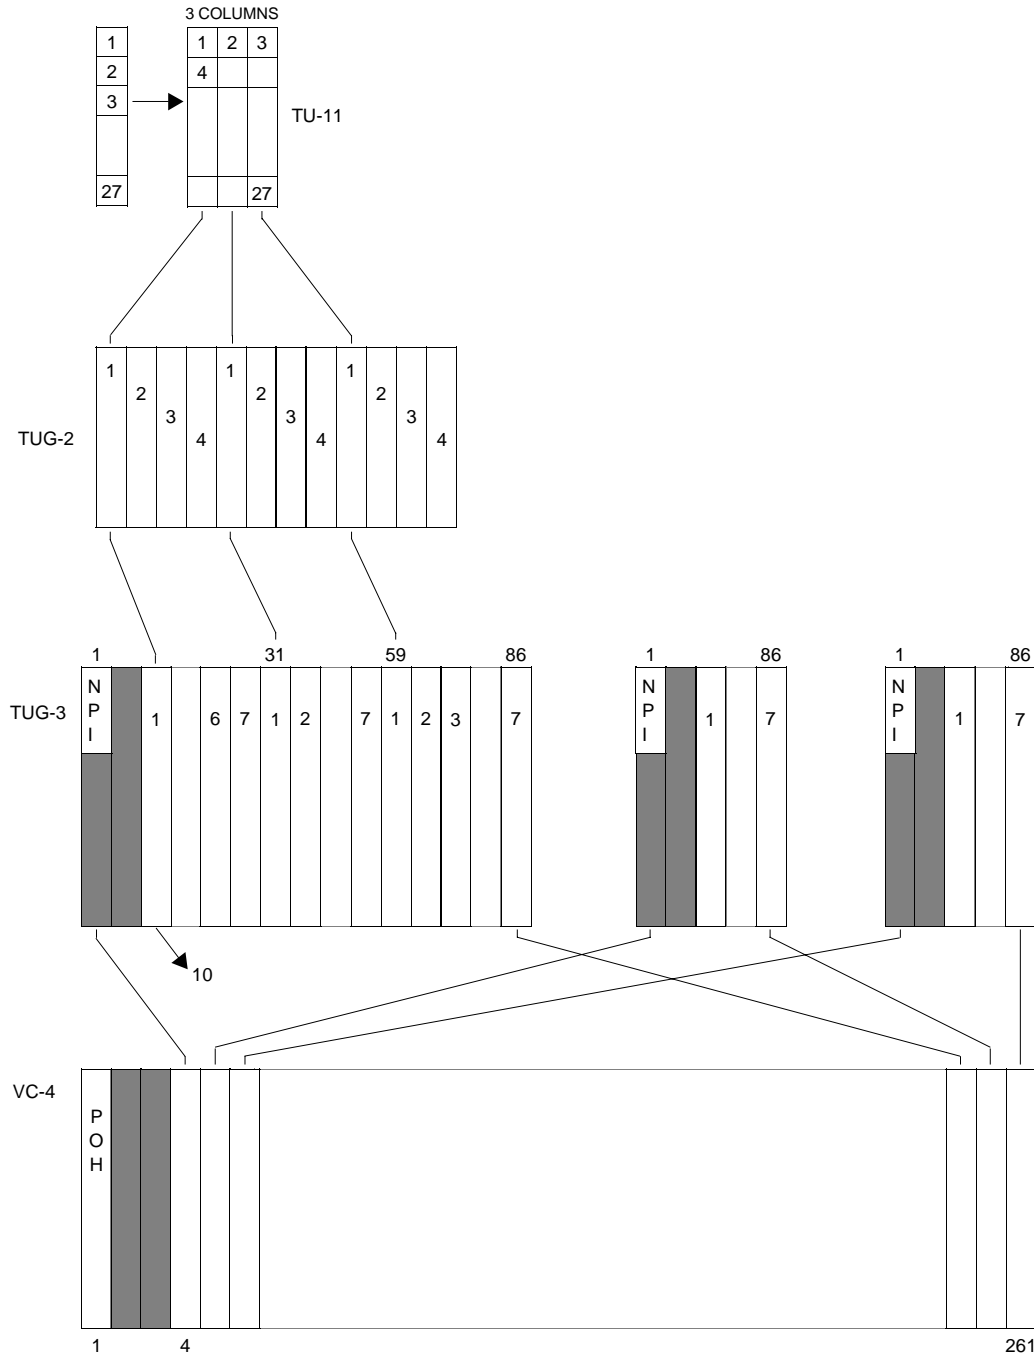 3 COLUMNS
1 1 2 3
2 4
3
TU-11
27 27
1 1 1
2 2 2
3 3 3
TUG-2 4 4 4
1 31 59 86 1 86 1 86
N N N
TUG-3 P 1 6 7 1 2 7 1 2 3 7 P 1 7 P 1 7
I I I
10
VC-4
P
O
H
1 4 261